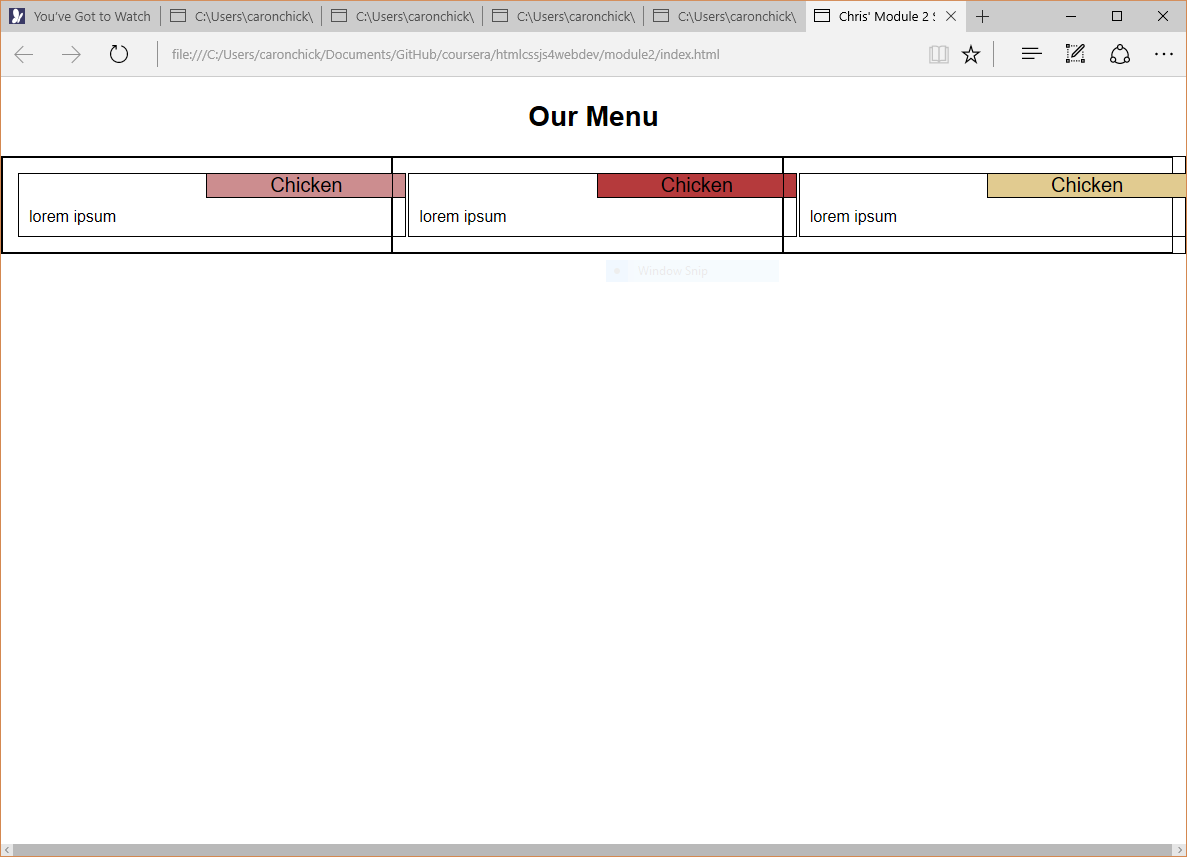 You've Got to Watch
C:\Users\caronchick\
C:\Users\caronchick\
C:\Users\caronchick\
C:\Users\caronchick\
Chris' Module 2 S
file:///C:/Users/caronchick/Documents/GitHub/coursera/htmlcssjs4webdev/module2/index.html
Our Menu
Chicken
lorem ipsum
Chicken
lorem ipsum
Chicken
lorem ipsum
Window Snip